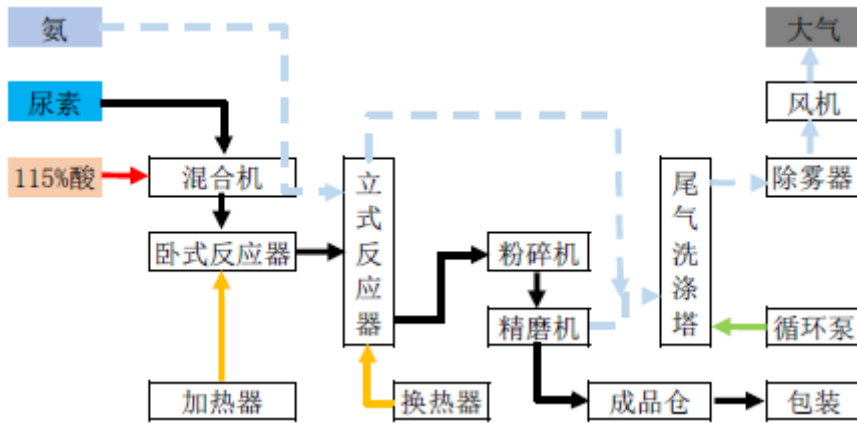 氨
大气
尿素
风机
115%酸
混合机
立式反应器
尾气洗涤塔
除雾器
卧式反应器
粉碎机
精磨机
循环泵
加热器
换热器
成品仓
包装